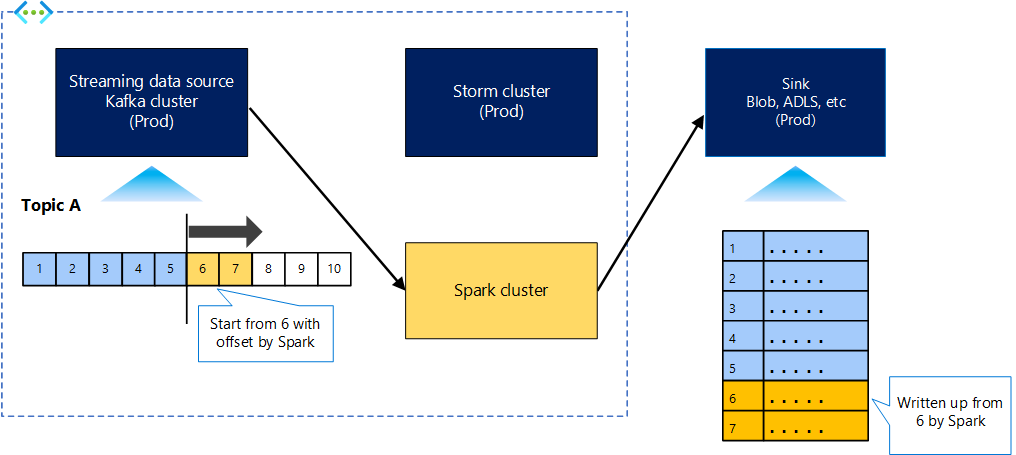 Streaming data source
Kafka cluster
(Prod)
Storm cluster
(Prod)
Sink
Blob, ADLS, etc
(Prod)
Topic A
1 2 3 4 5 6 7 8 9 10
Start from 6 with
offset by Spark
Spark cluster
1 . . . . .
2 . . . . .
3 . . . . .
4 . . . . .
5 . . . . .
6 . . . . .
7 . . . . .
Written up from
6 by Spark